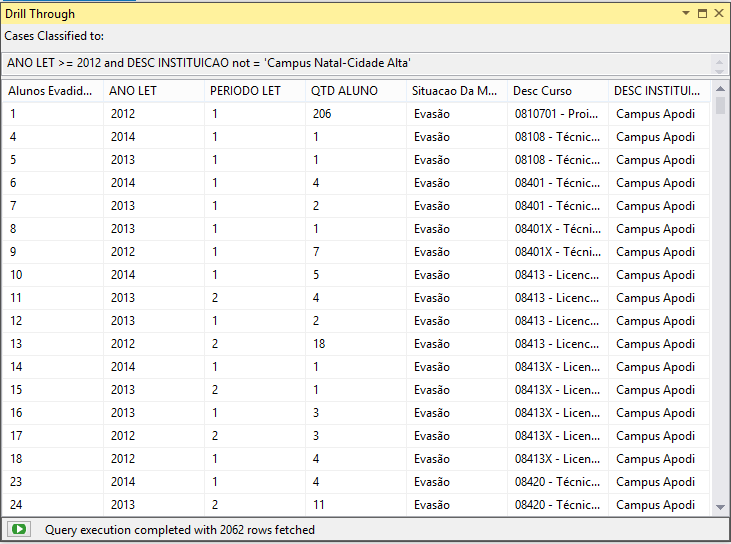 Drill Through
Cases Classified to:
ANO LET >= 2012 and DESC INSTITUICAO not = 'Campus Natal-Cidade Alta'
Alunos Evadid... ANO LET PERIODO LET QTD ALUNO Situacao Da M... Desc Curso DESC INSTITUI...
1 2012 1 206 Evasão 0810701 - Proi... Campus Apodi
4 2014 1 1 Evasão 08108 - Técnic... Campus Apodi
5 2013 1 1 Evasão 08108 - Técnic... Campus Apodi
6 2014 1 4 Evasão 08401 - Técnic... Campus Apodi
7 2013 1 2 Evasão 08401 - Técnic... Campus Apodi
8 2013 1 1 Evasão 08401X - Técni... Campus Apodi
9 2012 1 7 Evasão 08401X - Técni... Campus Apodi
10 2014 1 5 Evasão 08413 - Licenc... Campus Apodi
11 2013 2 4 Evasão 08413 - Licenc... Campus Apodi
12 2013 1 2 Evasão 08413 - Licenc... Campus Apodi
13 2012 2 18 Evasão 08413 - Licenc... Campus Apodi
14 2014 1 1 Evasão 08413X - Licen... Campus Apodi
15 2013 2 1 Evasão 08413X - Licen... Campus Apodi
16 2013 1 3 Evasão 08413X - Licen... Campus Apodi
17 2012 2 3 Evasão 08413X - Licen... Campus Apodi
18 2012 1 4 Evasão 08413X - Licen... Campus Apodi
23 2014 1 4 Evasão 08420 - Técnic... Campus Apodi
24 2013 2 11 Evasão 08420 - Técnic... Campus Apodi
Query execution completed with 2062 rows fetched